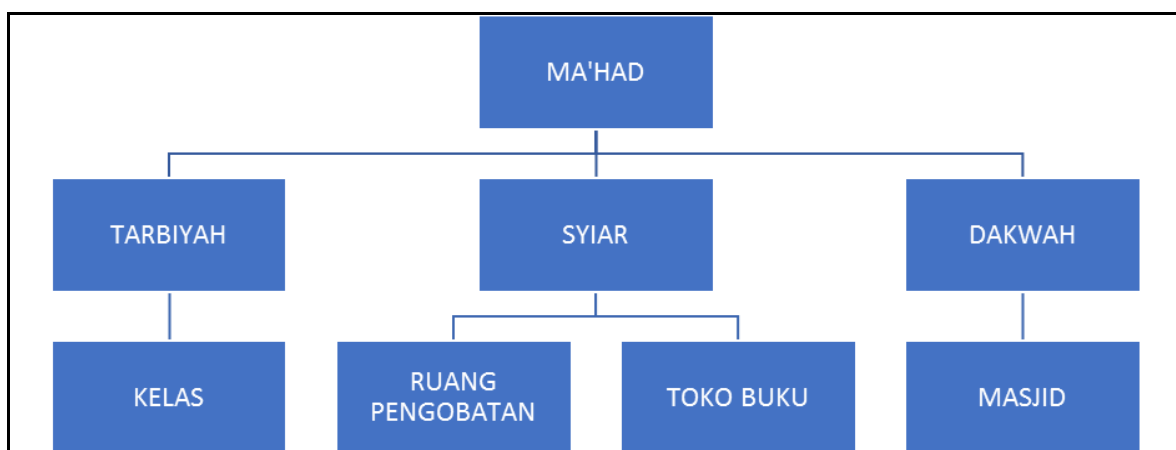 MA'HAD
TARBIYAH
SYIAR
DAKWAH
KELAS
RUANG
PENGOBATAN
TOKO BUKU
MASJID